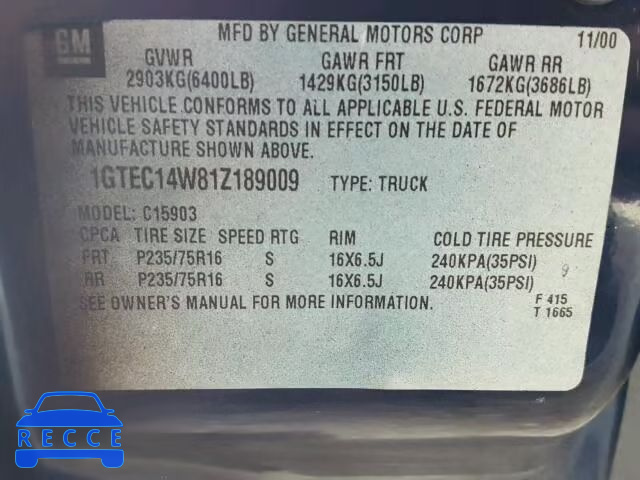 GM
MFD BY GENERAL MOTORS CORP 11/00
GVWR GAWR FRT GAWR RR
2903KG(6400LB) 1429KG(3150LB) 1672KG(3686LB)
THIS VEHICLE CONFORMS TO ALL APPLICABLE U.S. FEDERAL MOTOR
VEHICLE SAFETY STANDARDS IN EFFECT ON THE DATE OF
MANUFACTURE SHOWN ABOVE.
1GTEC14W81Z189009 TYPE: TRUCK
MODEL: C15903
CPCA TIRE SIZE SPEED RTG RIM COLD TIRE PRESSURE
FRT P235/75R16 S 16X6.5J 240KPA(35PSI)
RR P235/75R16 S 16X6.5J 240KPA(35PSI)
9
SEE OWNER'S MANUAL FOR MORE INFORMATION.
F 415
T 1665
RECCE